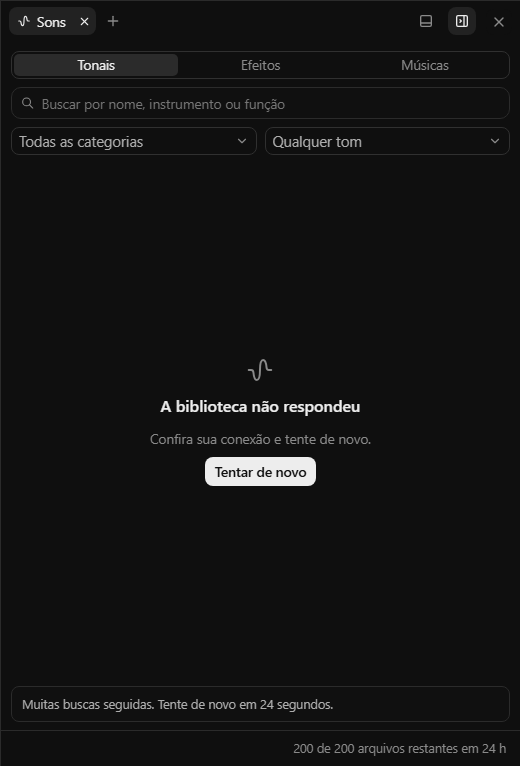 Sons
Tonais
Efeitos
Músicas
Buscar por nome, instrumento ou função
Todas as categorias
Qualquer tom
A biblioteca não respondeu
Confira sua conexão e tente de novo.
Tentar de novo
Muitas buscas seguidas. Tente de novo em 24 segundos.
200 de 200 arquivos restantes em 24 h